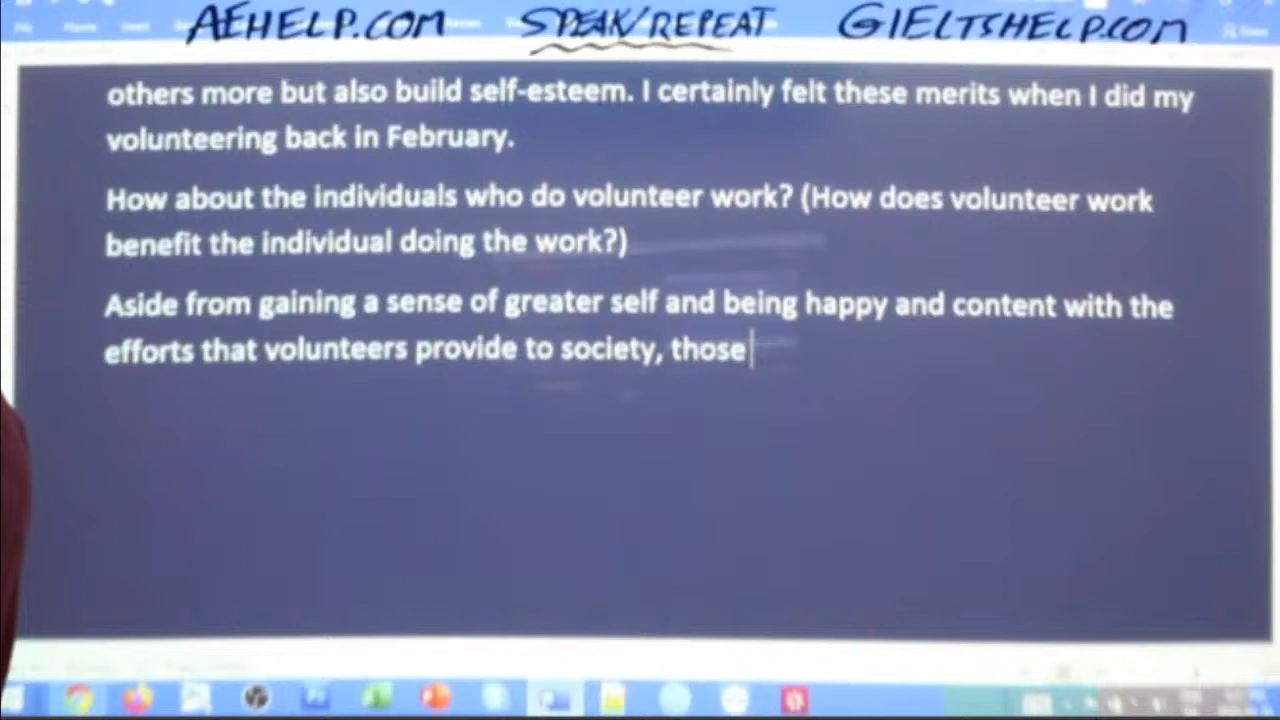 AEHELP.COM SPEAK/REPEAT GIELTSHELP.COM
others more but also build self-esteem. I certainly felt these merits when I did my
volunteering back in February.
How about the individuals who do volunteer work? (How does volunteer work
benefit the individual doing the work?)
Aside from gaining a sense of greater self and being happy and content with the
efforts that volunteers provide to society, those